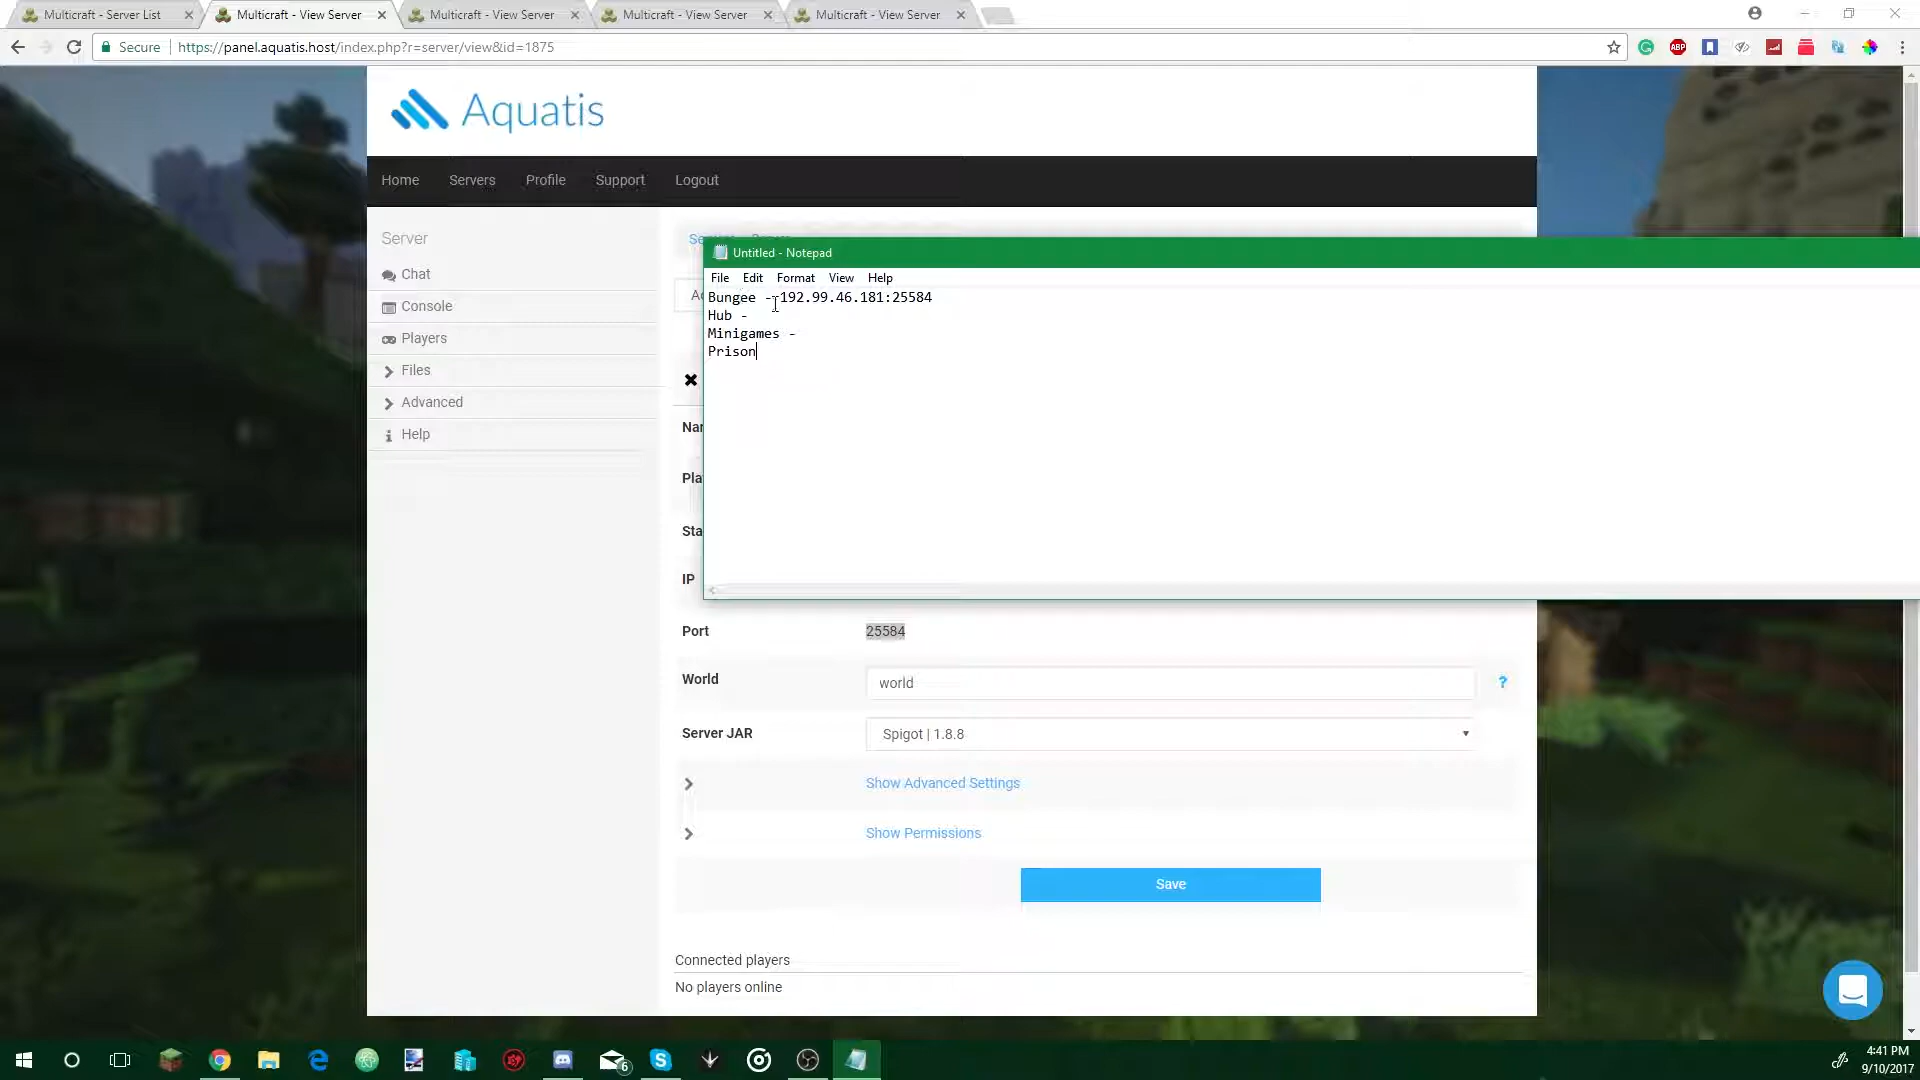 Multicraft - Server List
Multicraft - View Server
Multicraft - View Server
Multicraft - View Server
Multicraft - View Server
Secure
https://panel.aquatis.host/index.php?r=server/view&id=1875
ABP
Aquatis
Home
Servers
Profile
Support
Logout
Server
Chat
Console
Players
Files
Advanced
Help
Untitled - Notepad
File
Edit
Format
View
Help
Bungee - 192.99.46.181:25584
Hub -
Minigames -
Prison
IP
Port
25584
World
world
?
Server JAR
Spigot | 1.8.8
Show Advanced Settings
Show Permissions
Save
Connected players
No players online
6
4:41 PM
9/10/2017